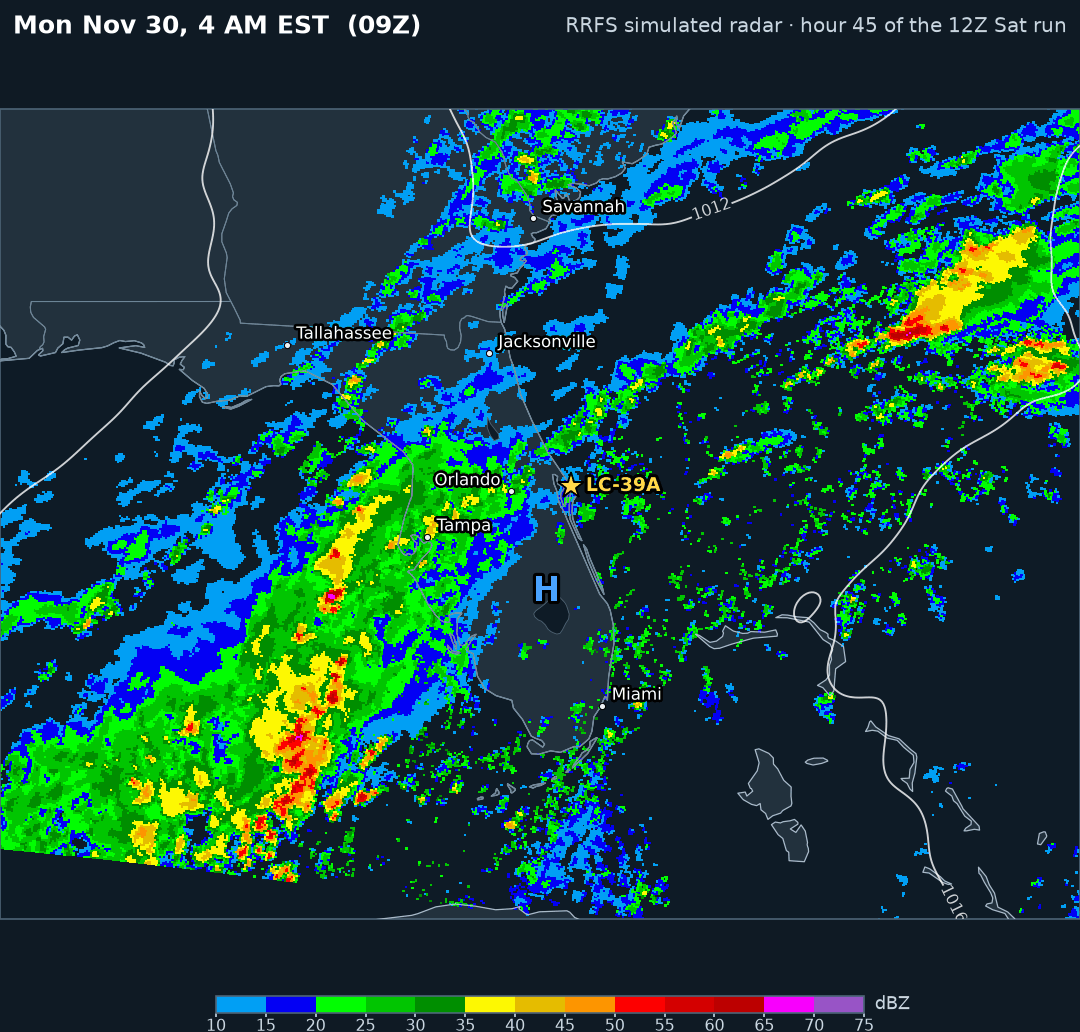 Mon Nov 30, 4 AM EST (09Z)
RRFS simulated radar · hour 45 of the 12Z Sat run
Savannah
1012
Tallahassee
Jacksonville
Orlando
LC-39A
Tampa
H
Miami
1016
dBZ
10 15 20 25 30 35 40 45 50 55 60 65 70 75